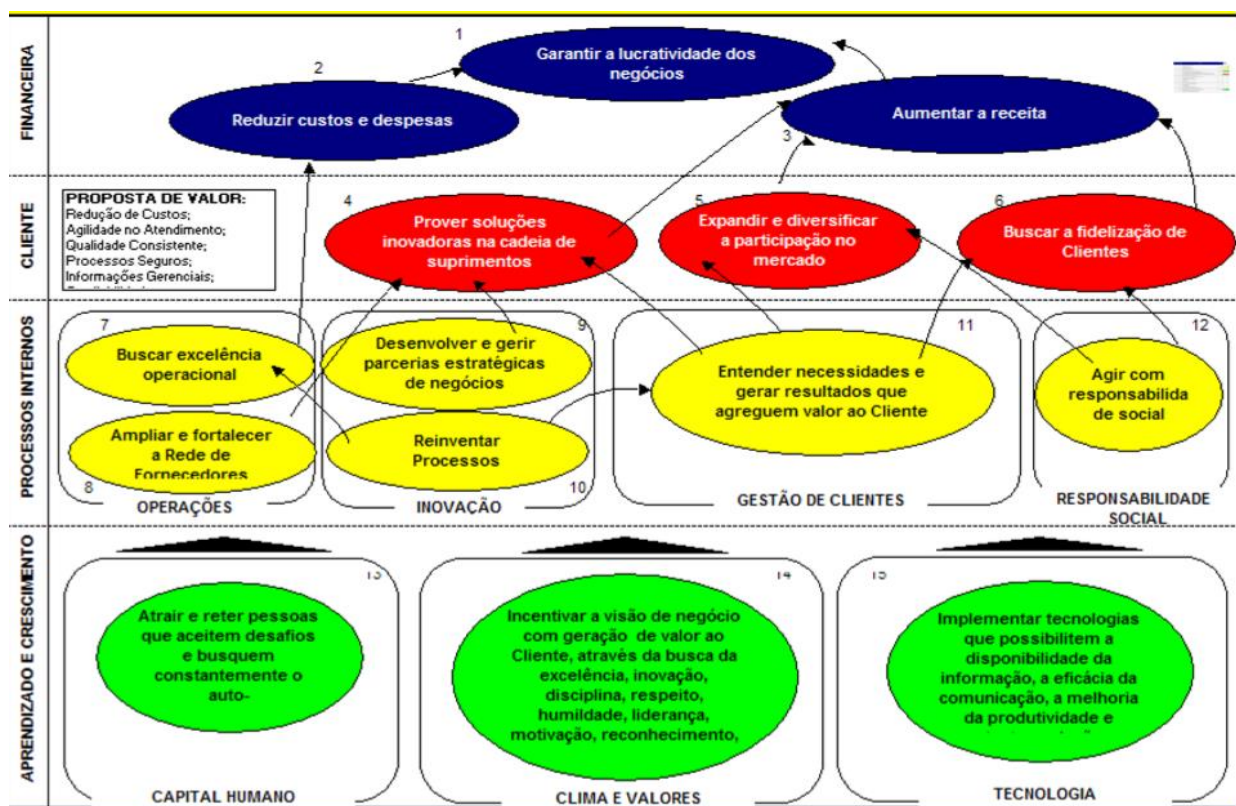 FINANCEIRA
1
Garantir a lucratividade dos
negócios
2
Reduzir custos e despesas
Aumentar a receita
3
CLIENTE
PROPOSTA DE VALOR:
Redução de Custos;
Agilidade no Atendimento;
Qualidade Consistente;
Processos Seguros;
Informações Gerenciais;
4
Prover soluções
inovadoras na cadeia de
suprimentos
5
Expandir e diversificar
a participação no
mercado
6
Buscar a fidelização de
Clientes
PROCESSOS INTERNOS
7
Buscar excelência
operacional
Ampliar e fortalecer
a Rede de
Fornecedores
8
OPERAÇÕES
9
Desenvolver e gerir
parcerias estratégicas
de negócios
Reinventar
Processos
10
INOVAÇÃO
11
Entender necessidades e
gerar resultados que
agreguem valor ao Cliente
GESTÃO DE CLIENTES
12
Agir com
responsabilida
de social
RESPONSABILIDADE
SOCIAL
APRENDIZADO E CRESCIMENTO
13
Atrair e reter pessoas
que aceitem desafios
e busquem
constantemente o
auto-
CAPITAL HUMANO
14
Incentivar a visão de negócio
com geração de valor ao
Cliente, através da busca da
excelência, inovação,
disciplina, respeito,
humildade, liderança,
motivação, reconhecimento,
CLIMA E VALORES
15
Implementar tecnologias
que possibilitem a
disponibilidade da
informação, a eficácia da
comunicação, a melhoria
da produtividade e
TECNOLOGIA